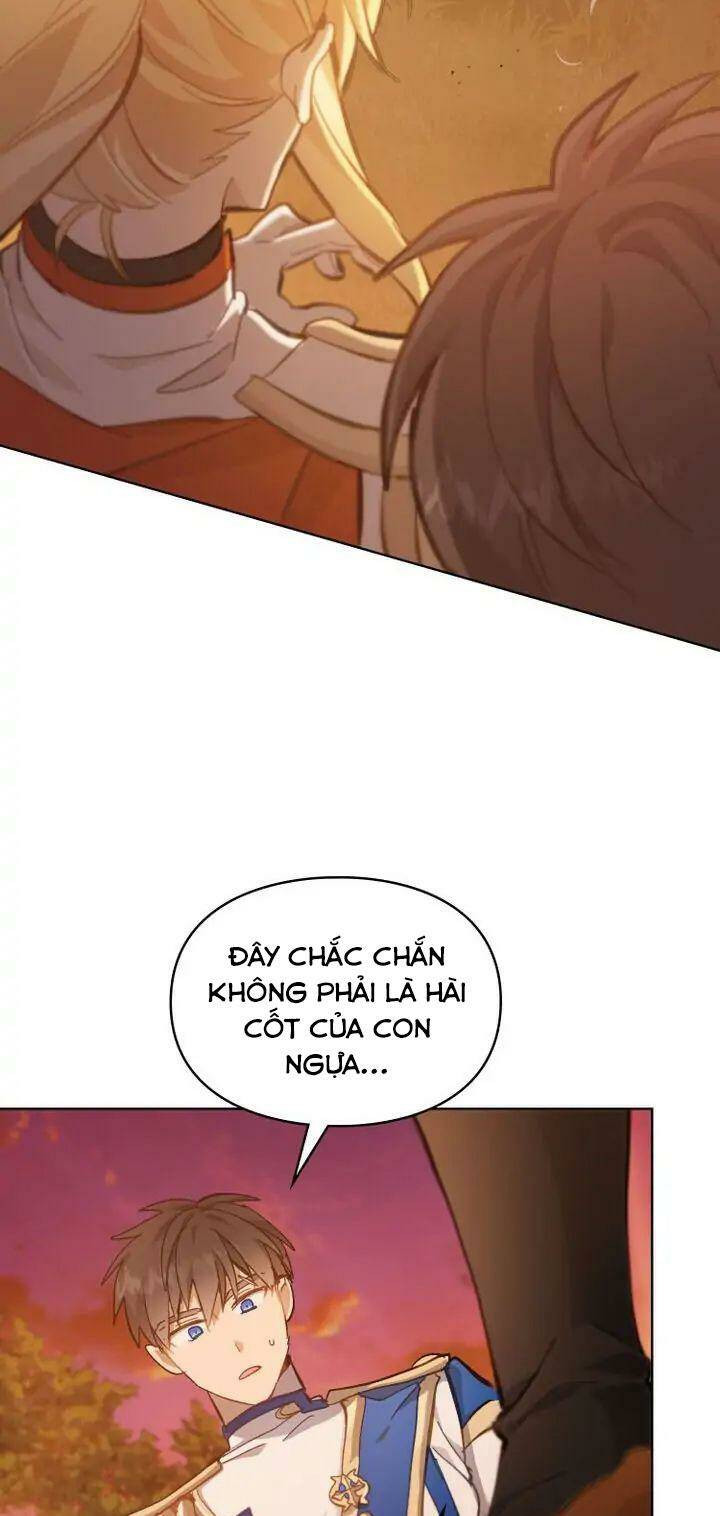 ĐÂY CHẮC CHẮN
KHÔNG PHẢI LÀ HÀI
CỐT CỦA CON
NGỰA...